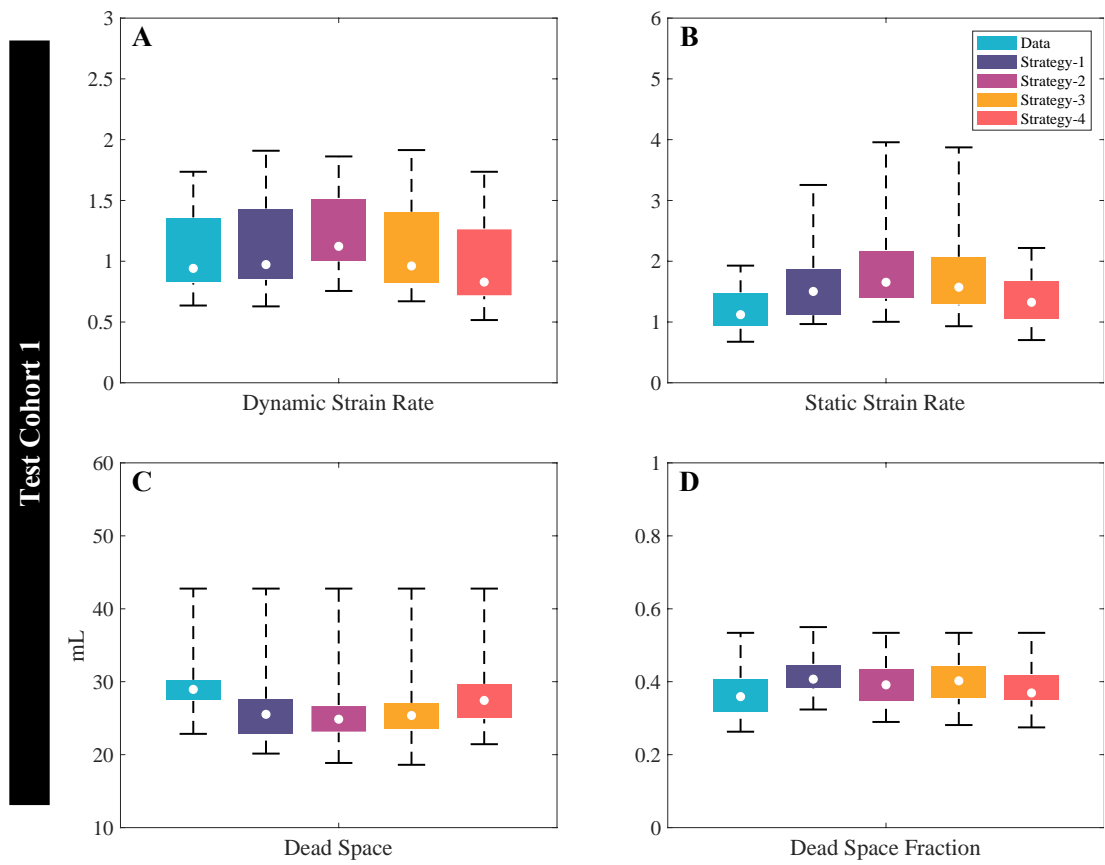 Test Cohort 1
A
3
2.5
2
1.5
1
0.5
0
Dynamic Strain Rate
B
6
5
4
3
2
1
0
Static Strain Rate
Data
Strategy-1
Strategy-2
Strategy-3
Strategy-4
C
60
50
40
30
20
10
mL
Dead Space
D
1
0.8
0.6
0.4
0.2
0
Dead Space Fraction